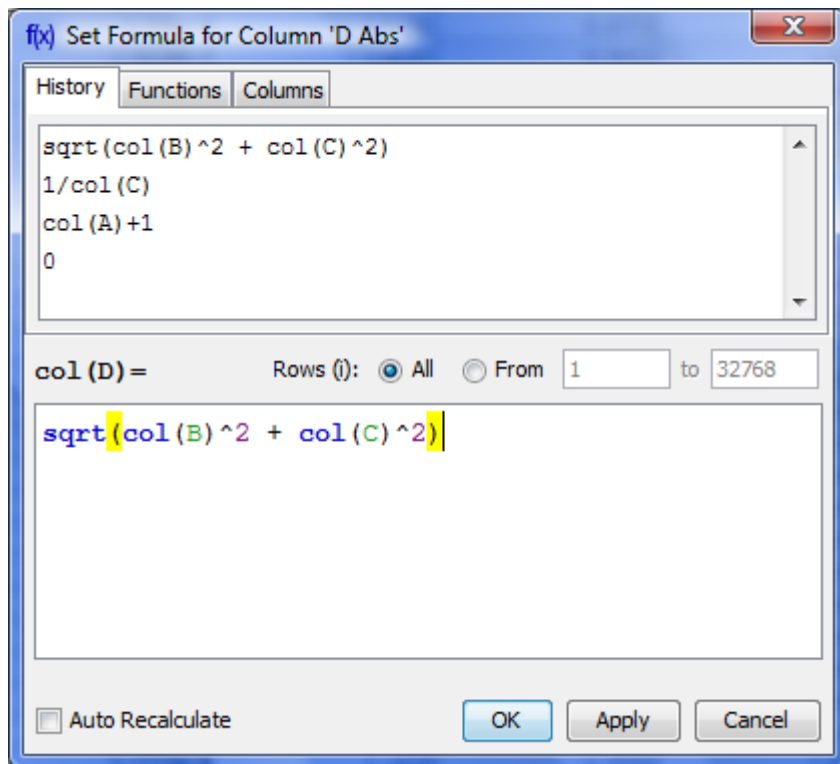 f(x) Set Formula for Column 'D Abs'
History Functions Columns
sqrt(col(B)^2 + col(C)^2)
1/col(C)
col(A)+1
0
col(D)= Rows (i): All From 1 to 32768
sqrt(col(B)^2 + col(C)^2)
Auto Recalculate OK Apply Cancel